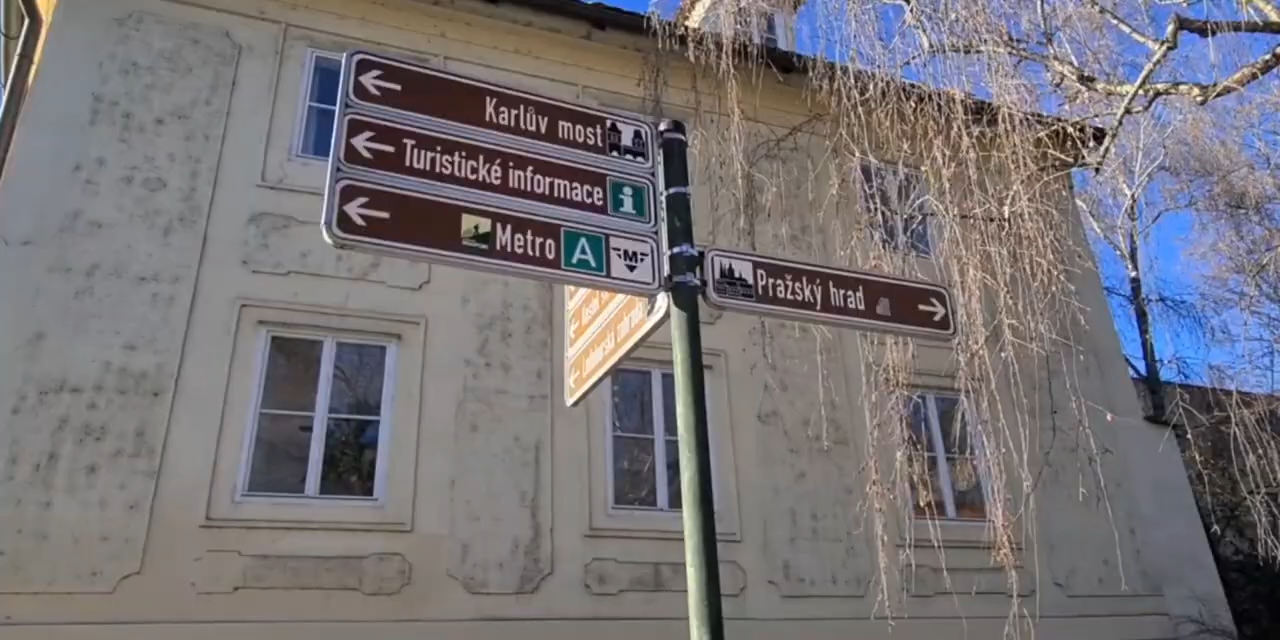 Karlův most
Turistické informace i
Metro A M
Pražský hrad